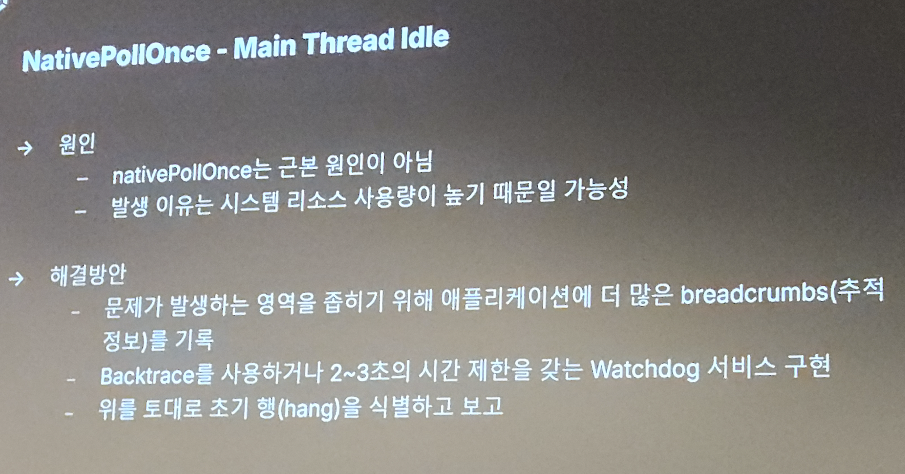 NativePollOnce - Main Thread Idle
→ 원인
– nativePollOnce는 근본 원인이 아님
– 발생 이유는 시스템 리소스 사용량이 높기 때문일 가능성
→ 해결방안
– 문제가 발생하는 영역을 좁히기 위해 애플리케이션에 더 많은 breadcrumbs(추적
정보)를 기록
– Backtrace를 사용하거나 2~3초의 시간 제한을 갖는 Watchdog 서비스 구현
– 위를 토대로 초기 행(hang)을 식별하고 보고